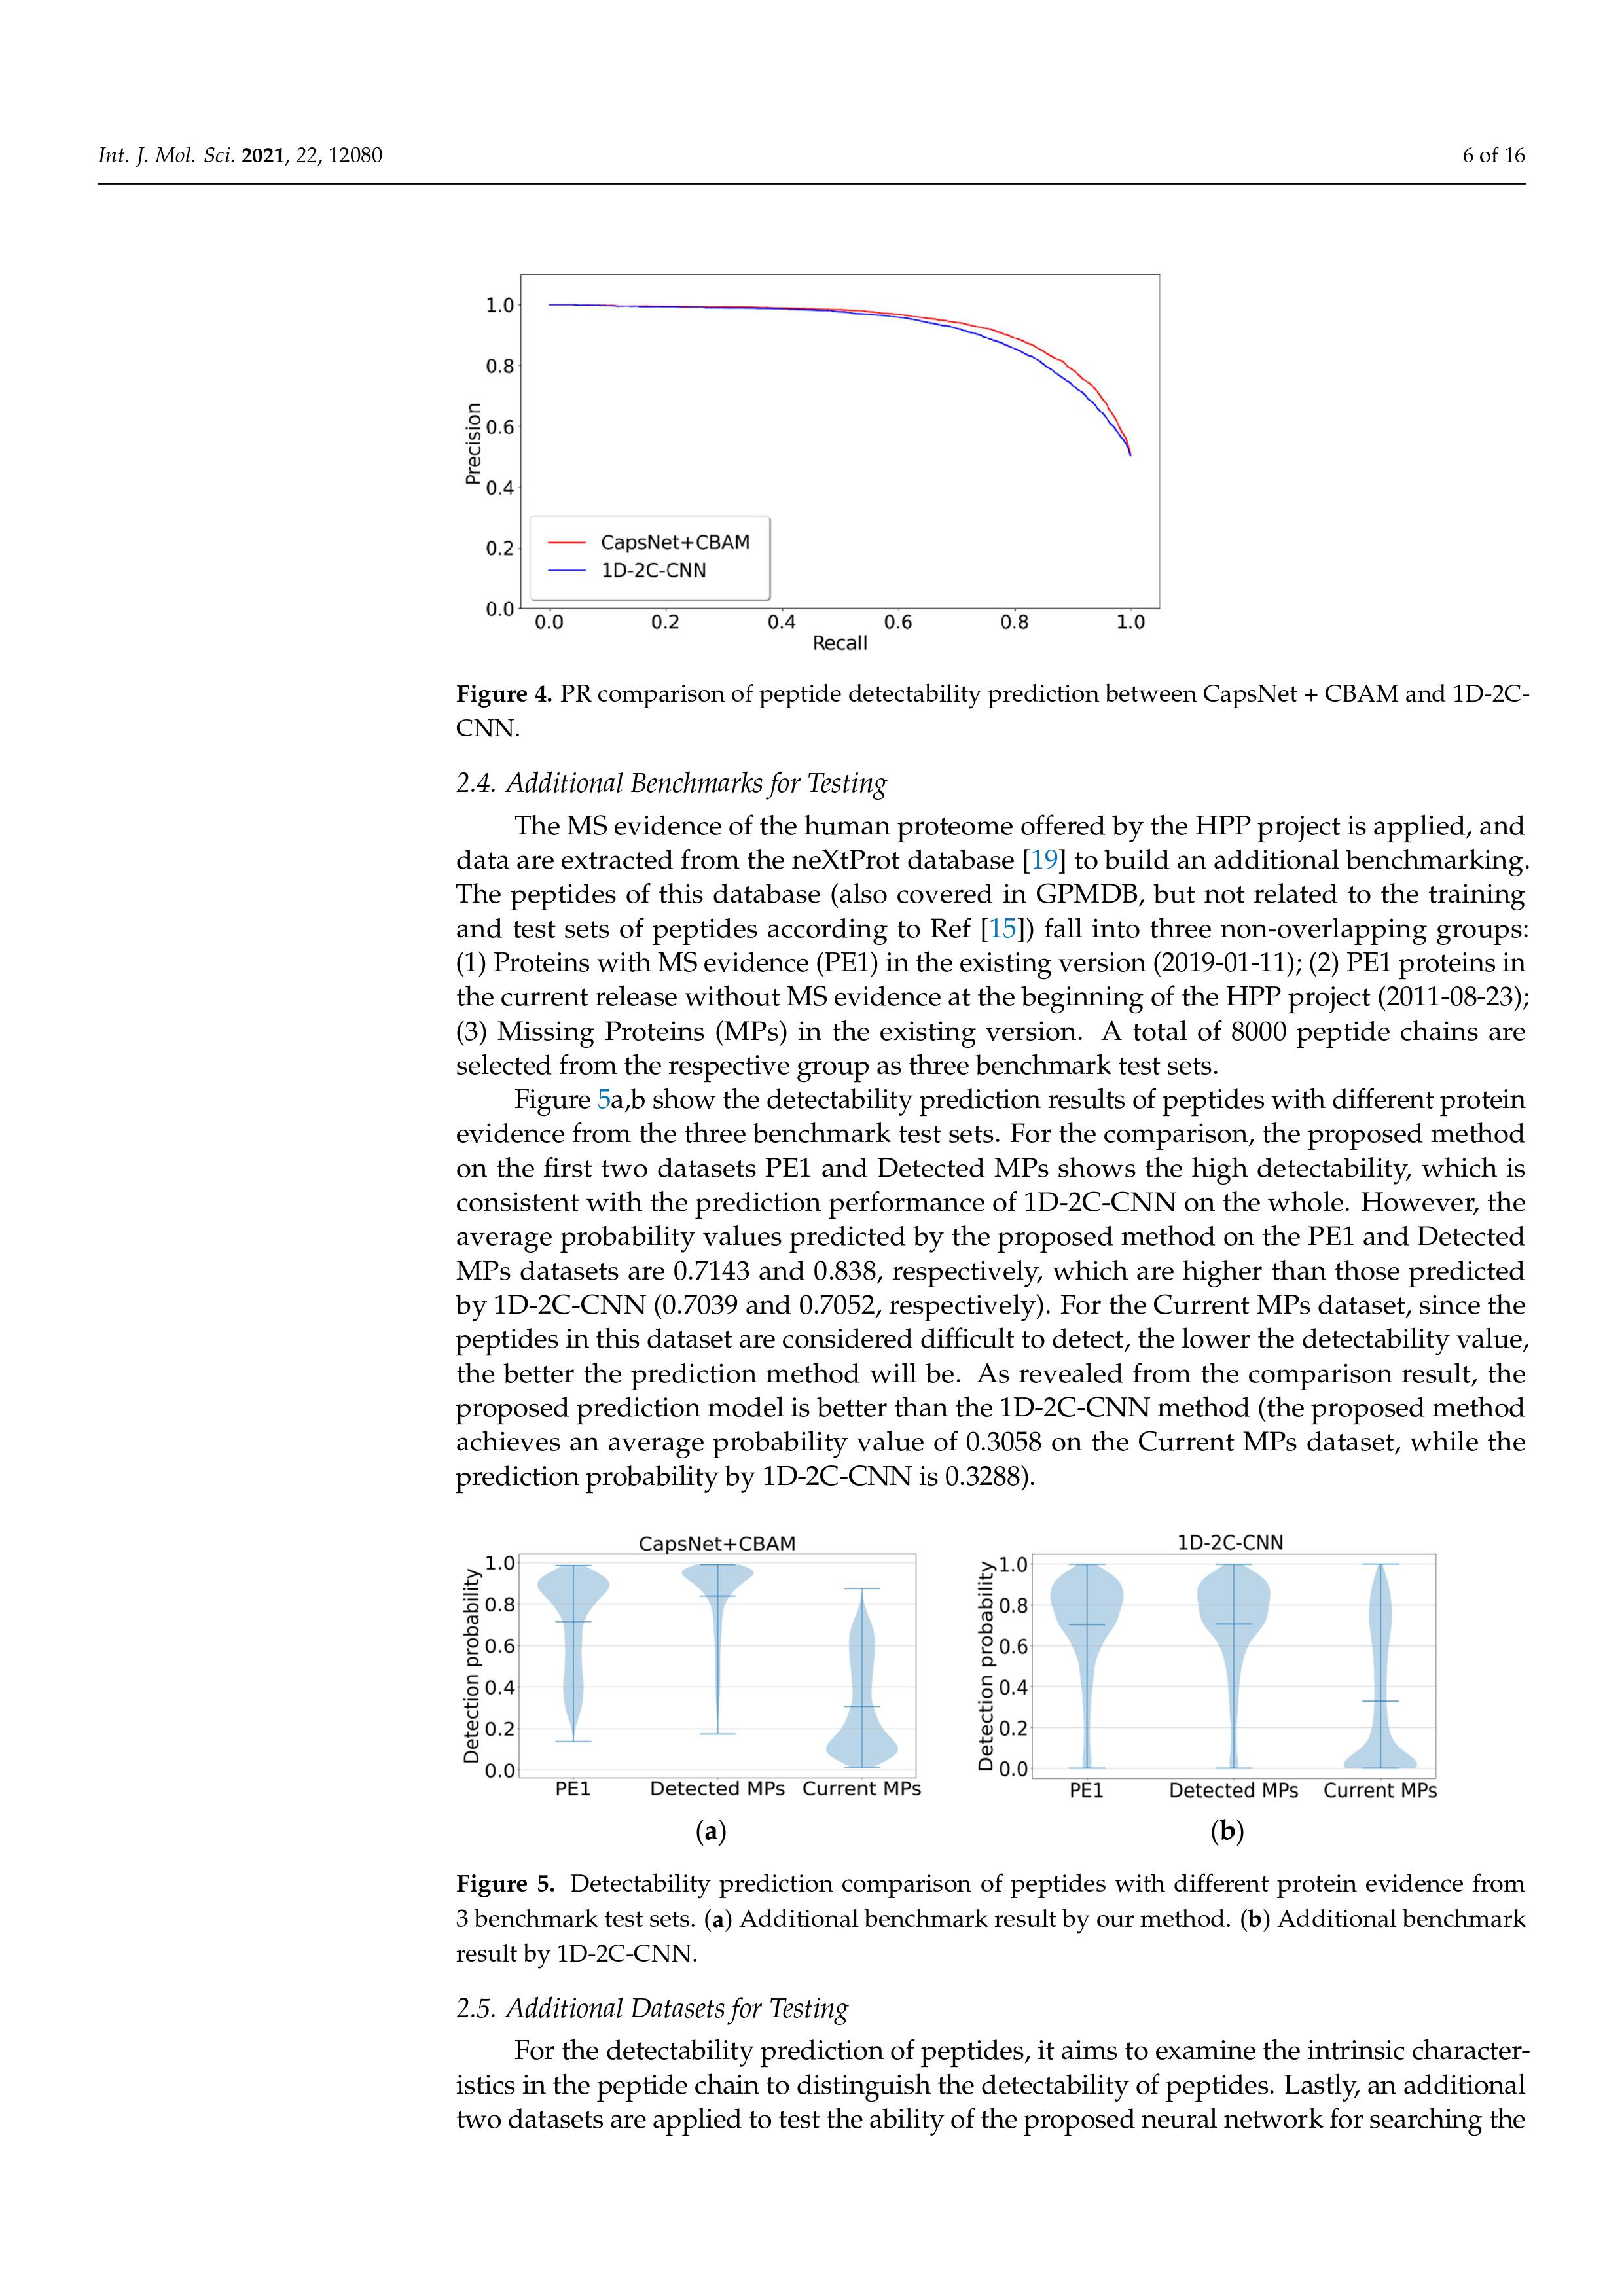 Int. J. Mol. Sci. 2021, 22, 12080
6 of 16
1.0
0.8
0.6
0.4
0.2
0.0
Precision
CapsNet+CBAM
1D-2C-CNN
0.0 0.2 0.4 0.6 0.8 1.0
Recall
Figure 4. PR comparison of peptide detectability prediction between CapsNet + CBAM and 1D-2C-
CNN.
2.4. Additional Benchmarks for Testing
The MS evidence of the human proteome offered by the HPP project is applied, and
data are extracted from the neXtProt database [19] to build an additional benchmarking.
The peptides of this database (also covered in GPMDB, but not related to the training
and test sets of peptides according to Ref [15]) fall into three non-overlapping groups:
(1) Proteins with MS evidence (PE1) in the existing version (2019-01-11); (2) PE1 proteins in
the current release without MS evidence at the beginning of the HPP project (2011-08-23);
(3) Missing Proteins (MPs) in the existing version. A total of 8000 peptide chains are
selected from the respective group as three benchmark test sets.
Figure 5a,b show the detectability prediction results of peptides with different protein
evidence from the three benchmark test sets. For the comparison, the proposed method
on the first two datasets PE1 and Detected MPs shows the high detectability, which is
consistent with the prediction performance of 1D-2C-CNN on the whole. However, the
average probability values predicted by the proposed method on the PE1 and Detected
MPs datasets are 0.7143 and 0.838, respectively, which are higher than those predicted
by 1D-2C-CNN (0.7039 and 0.7052, respectively). For the Current MPs dataset, since the
peptides in this dataset are considered difficult to detect, the lower the detectability value,
the better the prediction method will be. As revealed from the comparison result, the
proposed prediction model is better than the 1D-2C-CNN method (the proposed method
achieves an average probability value of 0.3058 on the Current MPs dataset, while the
prediction probability by 1D-2C-CNN is 0.3288).
CapsNet+CBAM
1.0
0.8
0.6
0.4
0.2
0.0
Detection probability
PE1 Detected MPs Current MPs
(a)
1D-2C-CNN
1.0
0.8
0.6
0.4
0.2
0.0
Detection probability
PE1 Detected MPs Current MPs
(b)
Figure 5. Detectability prediction comparison of peptides with different protein evidence from
3 benchmark test sets. (a) Additional benchmark result by our method. (b) Additional benchmark
result by 1D-2C-CNN.
2.5. Additional Datasets for Testing
For the detectability prediction of peptides, it aims to examine the intrinsic character-
istics in the peptide chain to distinguish the detectability of peptides. Lastly, an additional
two datasets are applied to test the ability of the proposed neural network for searching the